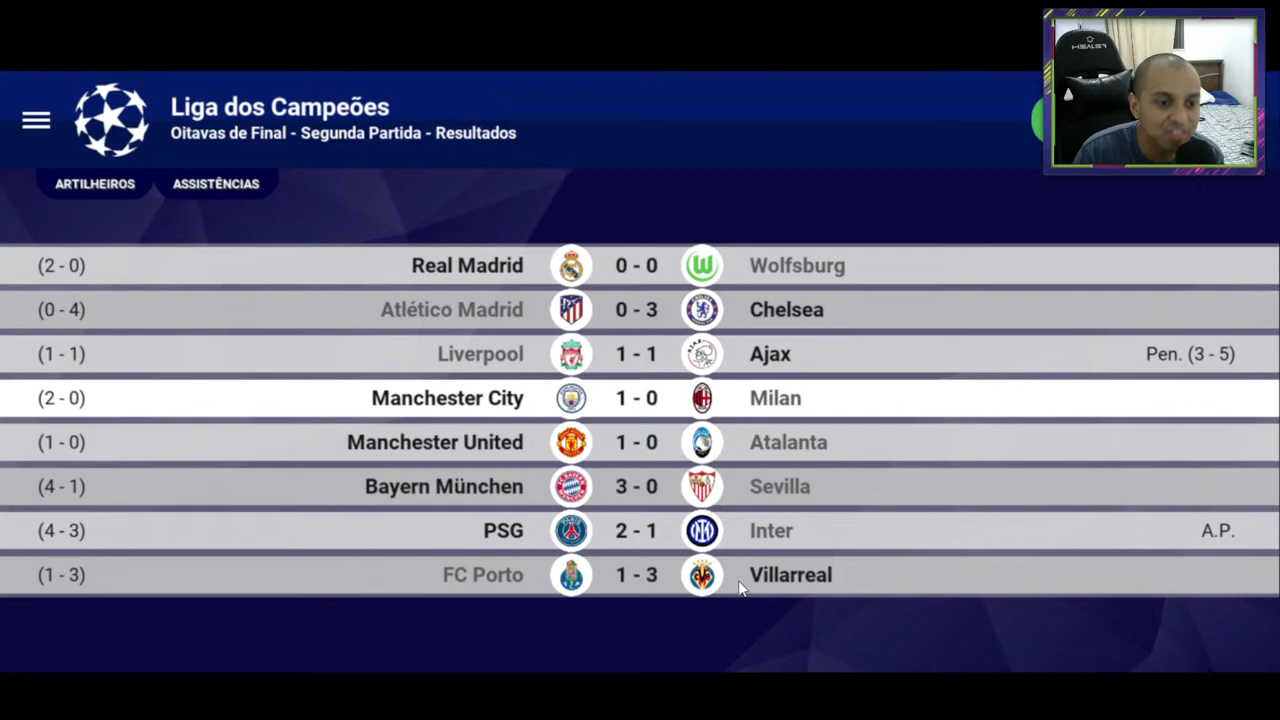 HEALER
Liga dos Campeões
Oitavas de Final - Segunda Partida - Resultados
ARTILHEIROS ASSISTÊNCIAS
(2 - 0) Real Madrid 0 - 0 Wolfsburg
(0 - 4) Atlético Madrid 0 - 3 Chelsea
(1 - 1) Liverpool 1 - 1 Ajax Pen. (3 - 5)
(2 - 0) Manchester City 1 - 0 Milan
(1 - 0) Manchester United 1 - 0 Atalanta
(4 - 1) Bayern München 3 - 0 Sevilla
(4 - 3) PSG 2 - 1 Inter A.P.
(1 - 3) FC Porto 1 - 3 Villarreal